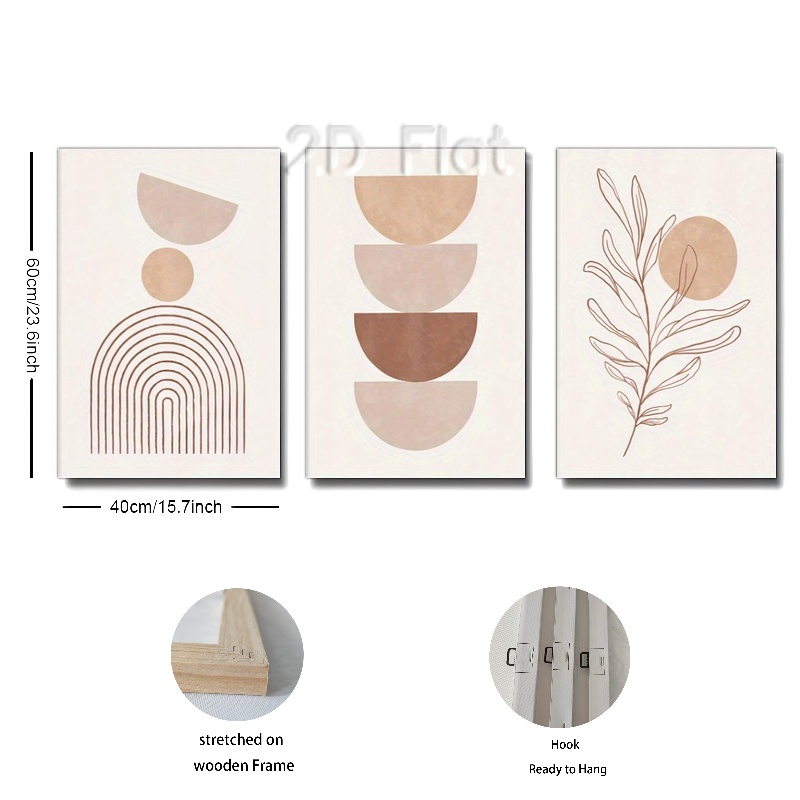 2D Flat
60cm/23.6inch
40cm/15.7inch
stretched on
wooden Frame
Hook
Ready to Hang